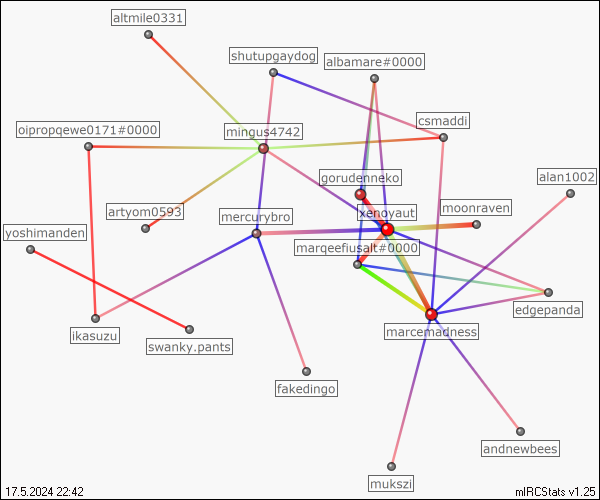 altmile0331
shutupgaydog
albamare#0000
csmaddi
oipropqewe0171#0000
mingus4742
gorudenneko
alan1002
artyom0593
mercurybro
xenoyaut
moonraven
yoshimanden
marqeefiusalt#0000
edgepanda
ikasuzu
swanky.pants
marcemadness
fakedingo
andnewbees
mukszi
17.5.2024 22:42
mIRCStats v1.25